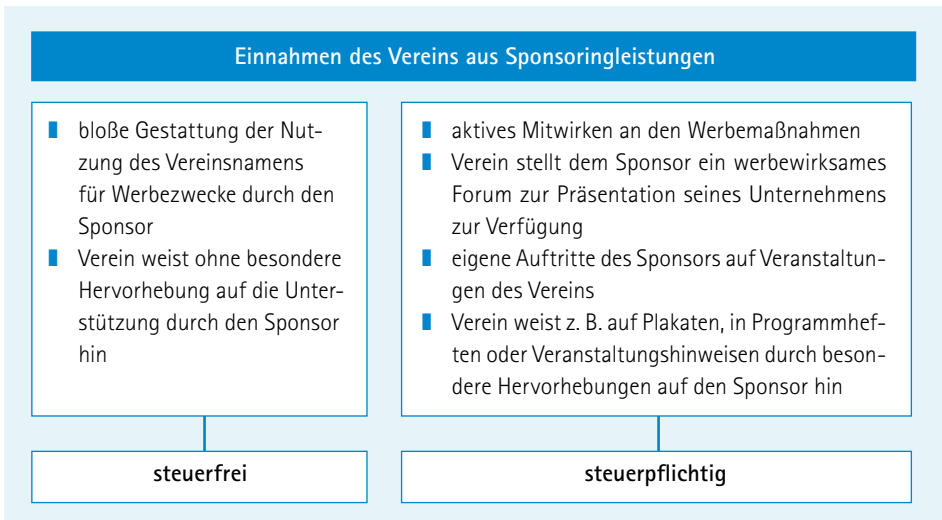 Einnahmen des Vereins aus Sponsoringleistungen
bloße Gestattung der Nut-
zung des Vereinsnamens
für Werbezwecke durch den
Sponsor
Verein weist ohne besondere
Hervorhebung auf die Unter-
stützung durch den Sponsor
hin
steuerfrei
aktives Mitwirken an den Werbemaßnahmen
Verein stellt dem Sponsor ein werbewirksames
Forum zur Präsentation seines Unternehmens
zur Verfügung
eigene Auftritte des Sponsors auf Veranstaltun-
gen des Vereins
Verein weist z. B. auf Plakaten, in Programmhef-
ten oder Veranstaltungshinweisen durch beson-
dere Hervorhebungen auf den Sponsor hin
steuerpflichtig